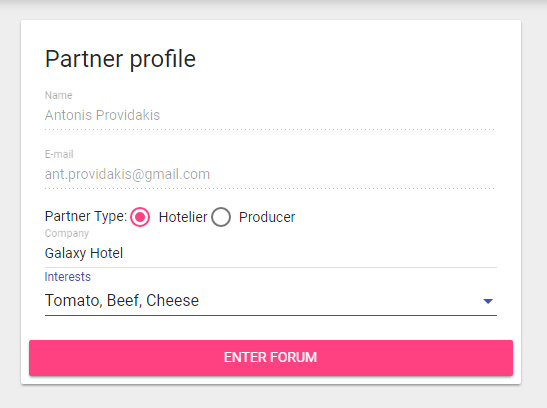 Partner profile
Name
Antonis Providakis
E-mail
ant.providakis@gmail.com
Partner Type: Hotelier Producer
Company
Galaxy Hotel
Interests
Tomato, Beef, Cheese
ENTER FORUM